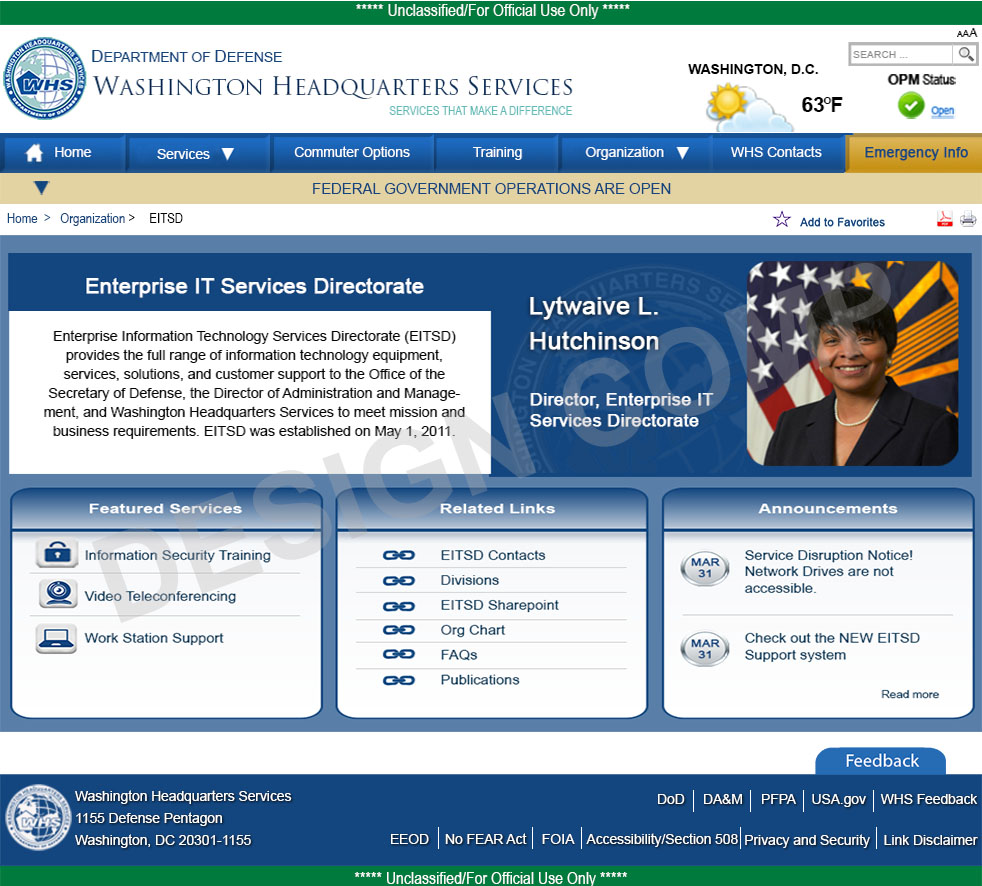 ***** Unclassified/For Official Use Only *****
AAA
DEPARTMENT OF DEFENSE
WASHINGTON HEADQUARTERS SERVICES
SERVICES THAT MAKE A DIFFERENCE
WHS
WASHINGTON, D.C.
63°F
SEARCH ...
OPM Status
Open
Home
Services
Commuter Options
Training
Organization
WHS Contacts
Emergency Info
FEDERAL GOVERNMENT OPERATIONS ARE OPEN
Home > Organization > EITSD
Add to Favorites
Enterprise IT Services Directorate
Enterprise Information Technology Services Directorate (EITSD)
provides the full range of information technology equipment,
services, solutions, and customer support to the Office of the
Secretary of Defense, the Director of Administration and Manage-
ment, and Washington Headquarters Services to meet mission and
business requirements. EITSD was established on May 1, 2011.
Lytwaive L.
Hutchinson
Director, Enterprise IT
Services Directorate
DESIGN COMP
Featured Services
Information Security Training
Video Teleconferencing
Work Station Support
Related Links
EITSD Contacts
Divisions
EITSD Sharepoint
Org Chart
FAQs
Publications
Announcements
MAR
31
Service Disruption Notice!
Network Drives are not
accessible.
MAR
31
Check out the NEW EITSD
Support system
Read more
Feedback
WHS
Washington Headquarters Services
1155 Defense Pentagon
Washington, DC 20301-1155
DoD | DA&M | PFPA | USA.gov | WHS Feedback
EEOD | No FEAR Act | FOIA | Accessibility/Section 508 | Privacy and Security | Link Disclaimer
***** Unclassified/For Official Use Only *****